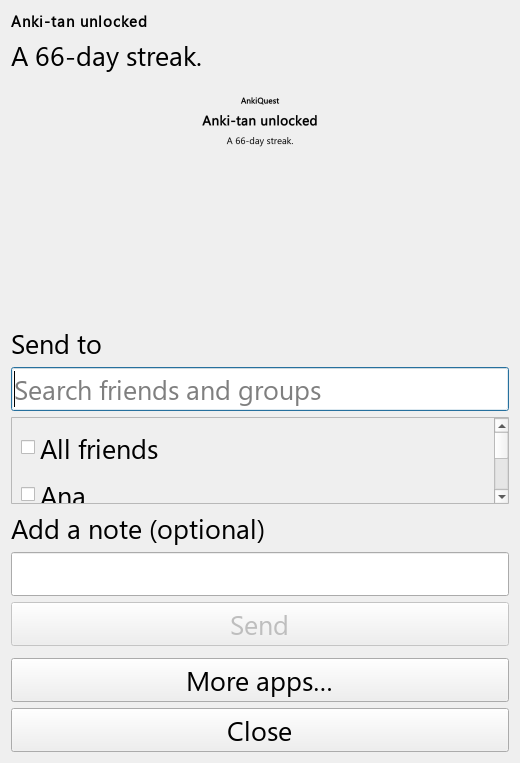 Anki-tan unlocked
A 66-day streak.
AnkiQuest
Anki-tan unlocked
A 66-day streak.
Send to
Search friends and groups
All friends
Ana
Add a note (optional)
Send
More apps...
Close